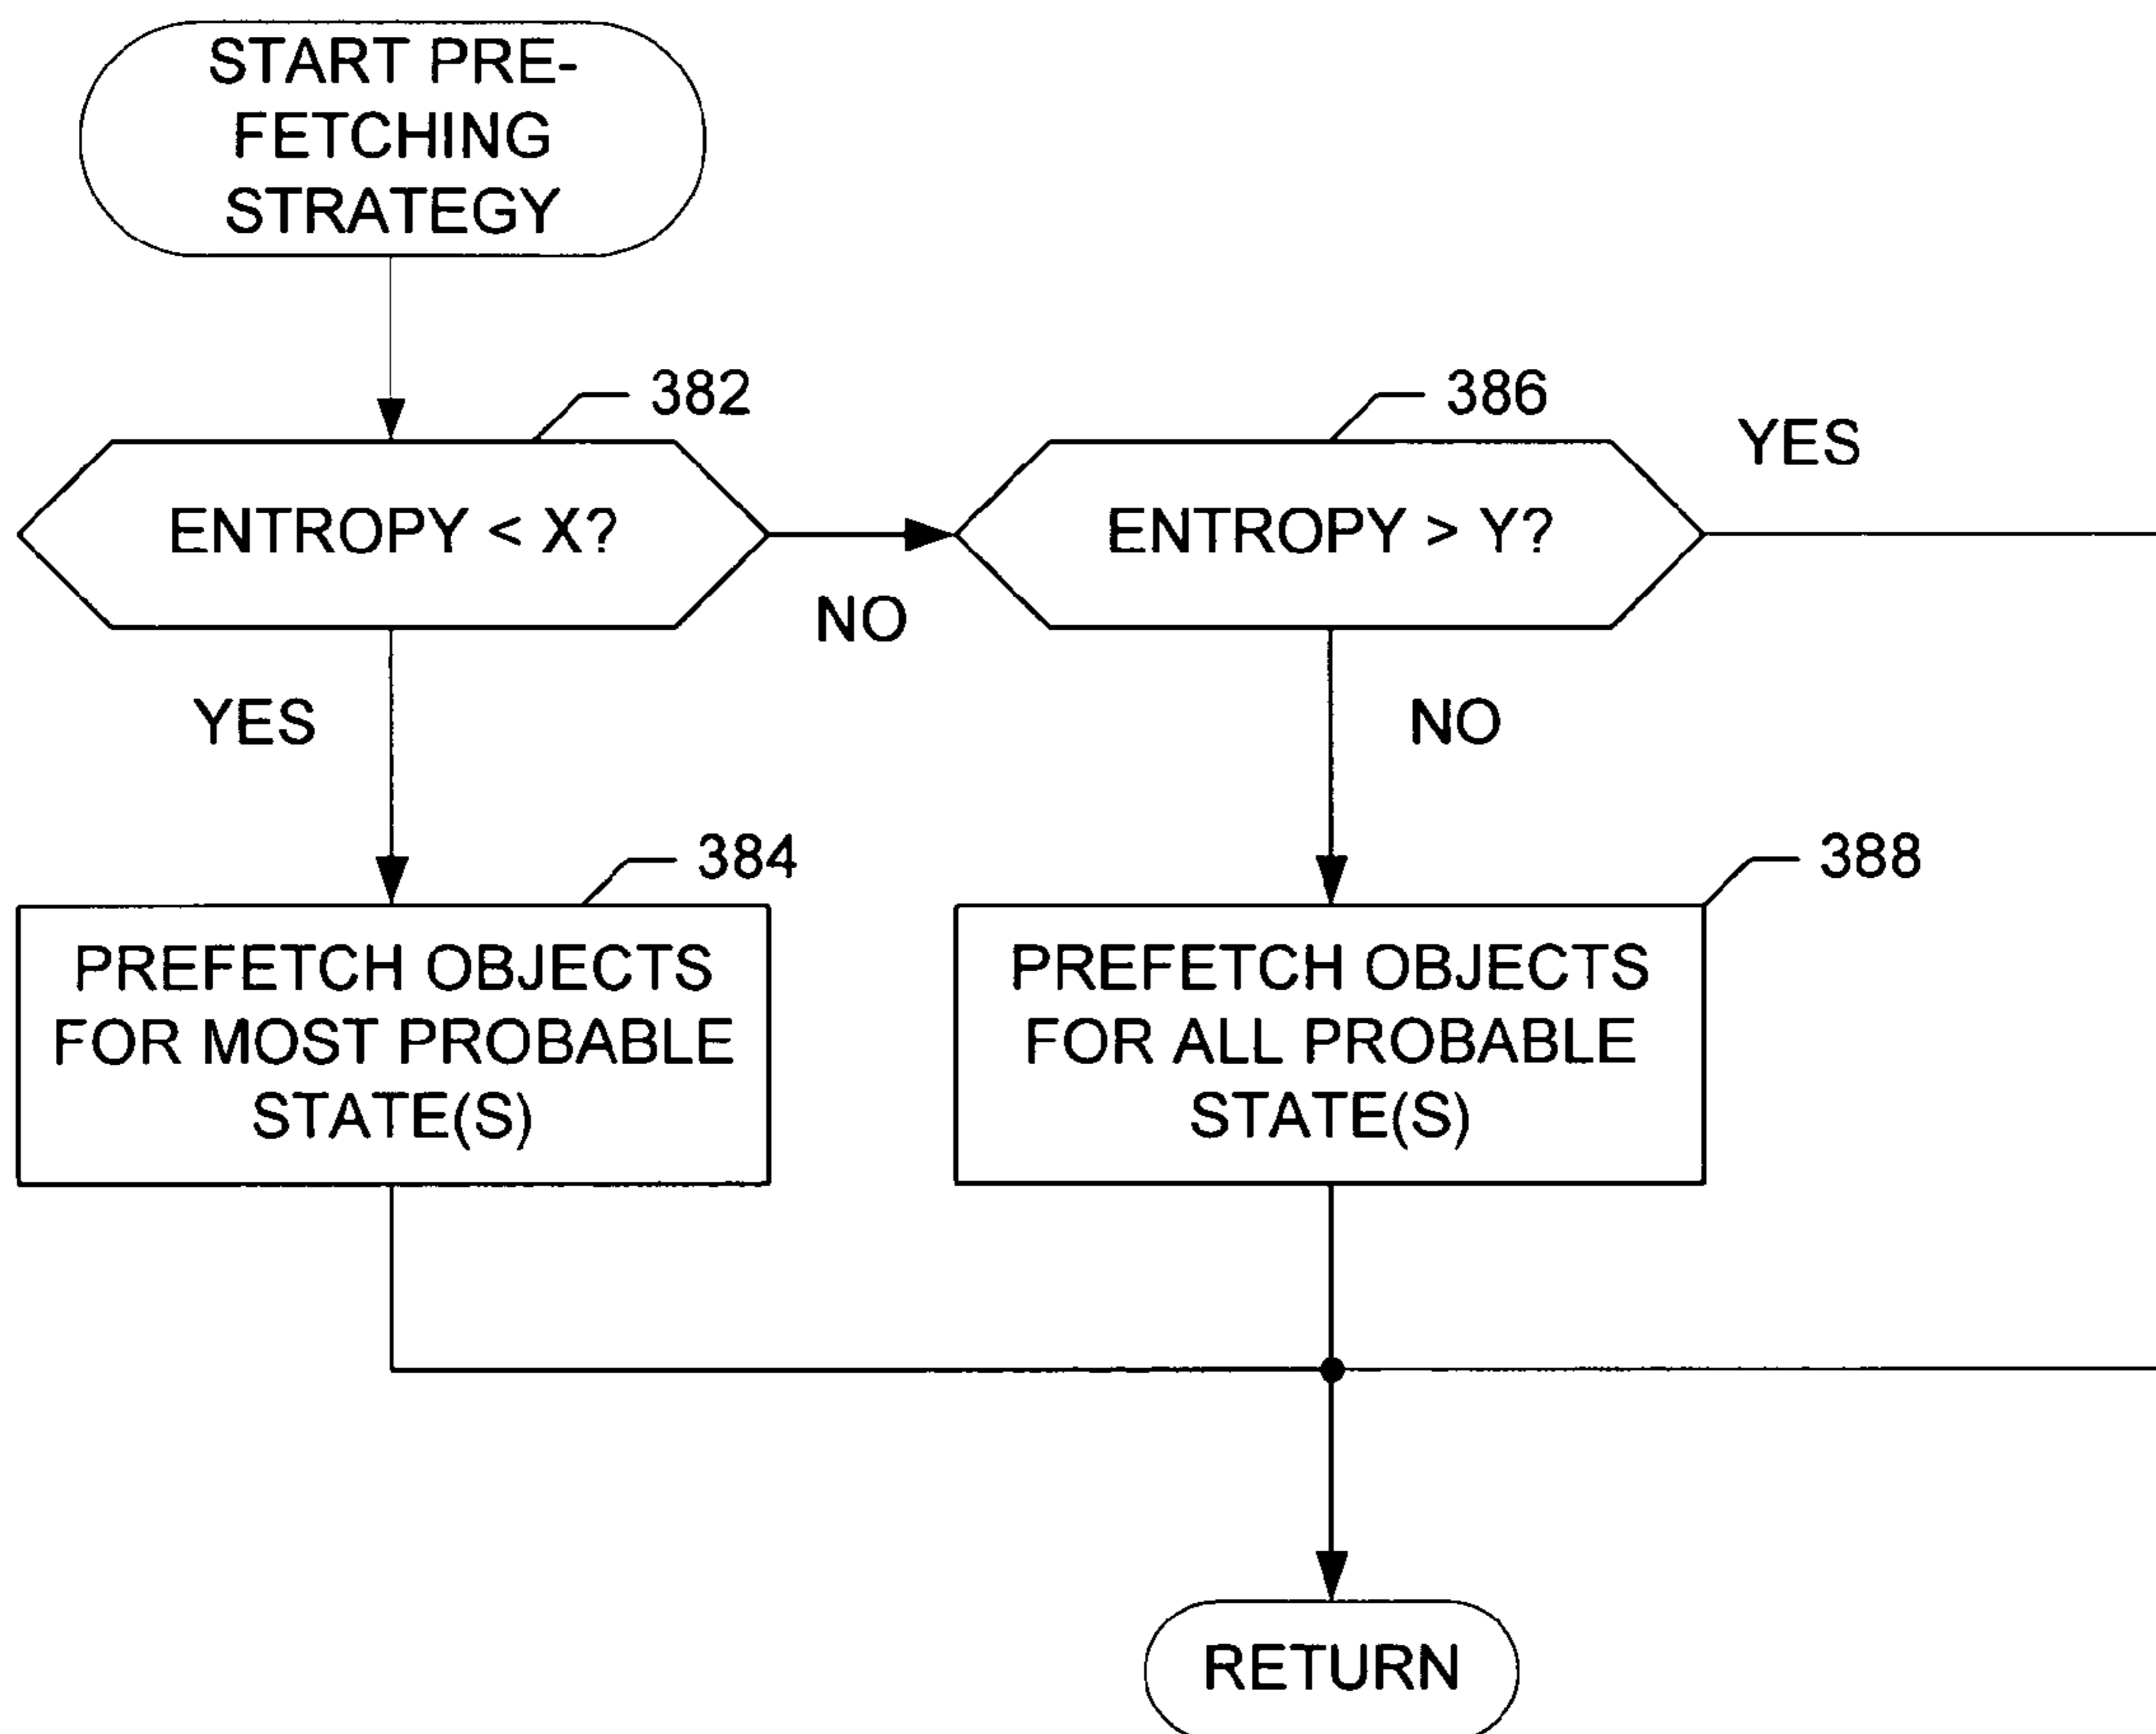 START PRE-
FETCHING
STRATEGY
382
386
YES
ENTROPY < X?
ENTROPY > Y?
NO
YES
NO
384
388
PREFETCH OBJECTS
FOR MOST PROBABLE
STATE(S)
PREFETCH OBJECTS
FOR ALL PROBABLE
STATE(S)
RETURN